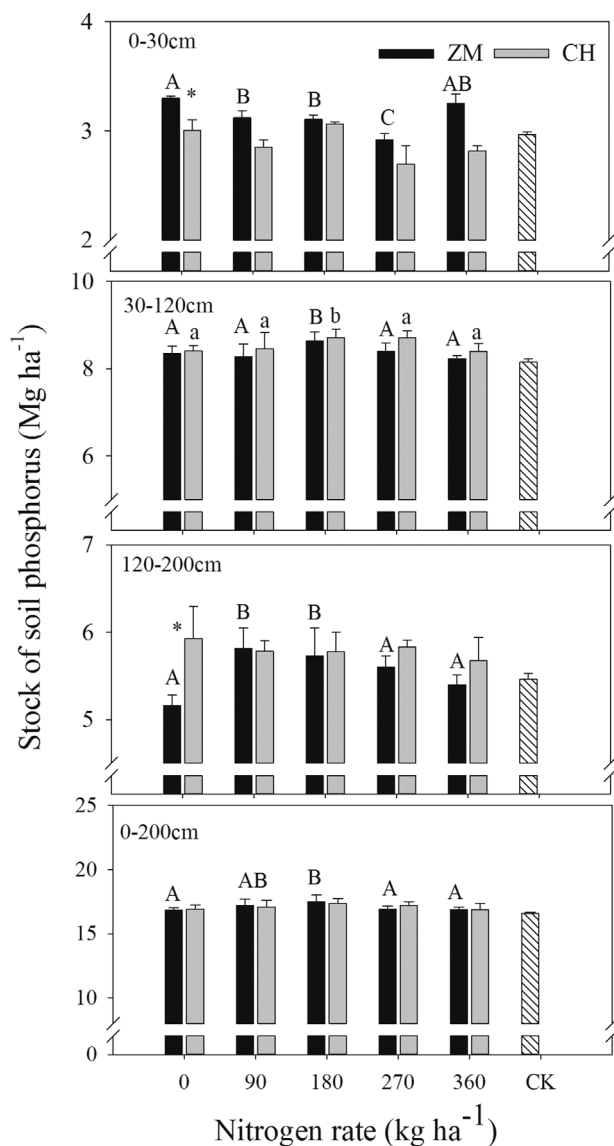 Stock of soil phosphorus (Mg ha⁻¹)
4
0-30cm
ZM CH
A * B B C AB
3
2
10
30-120cm
A a A a B b A a A a
8
6
7
120-200cm
* A B B A A
6
5
25
0-200cm
20
A AB B A A
15
10
0
0 90 180 270 360 CK
Nitrogen rate (kg ha⁻¹)